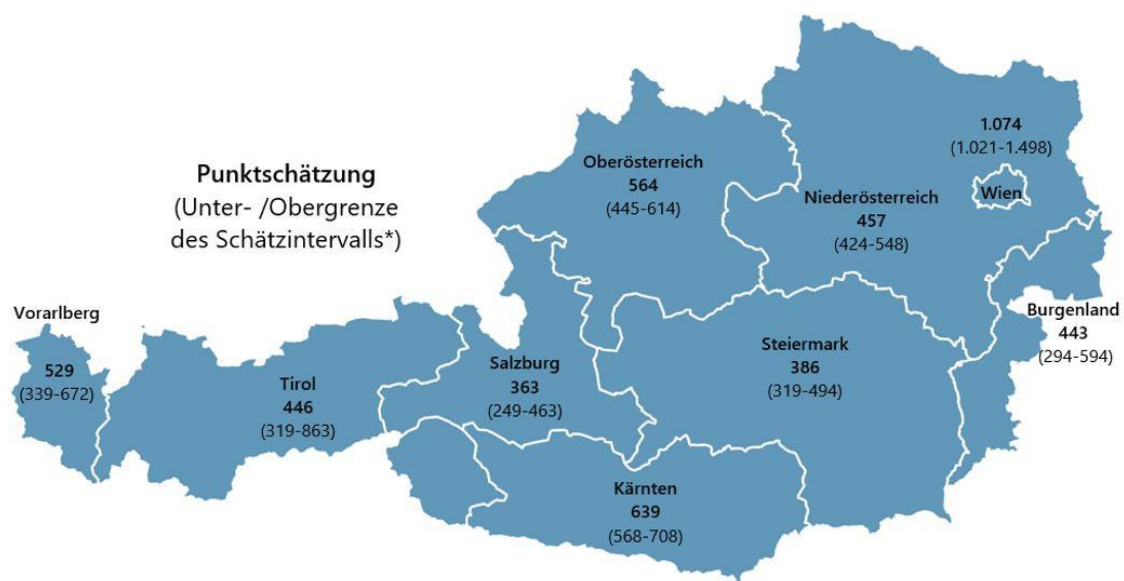 Punktschätzung
(Unter- /Obergrenze
des Schätzintervalls*)
1.074
(1.021-1.498)
Wien
Oberösterreich
564
(445-614)
Niederösterreich
457
(424-548)
Burgenland
443
(294-594)
Vorarlberg
529
(339-672)
Tirol
446
(319-863)
Salzburg
363
(249-463)
Steiermark
386
(319-494)
Kärnten
639
(568-708)